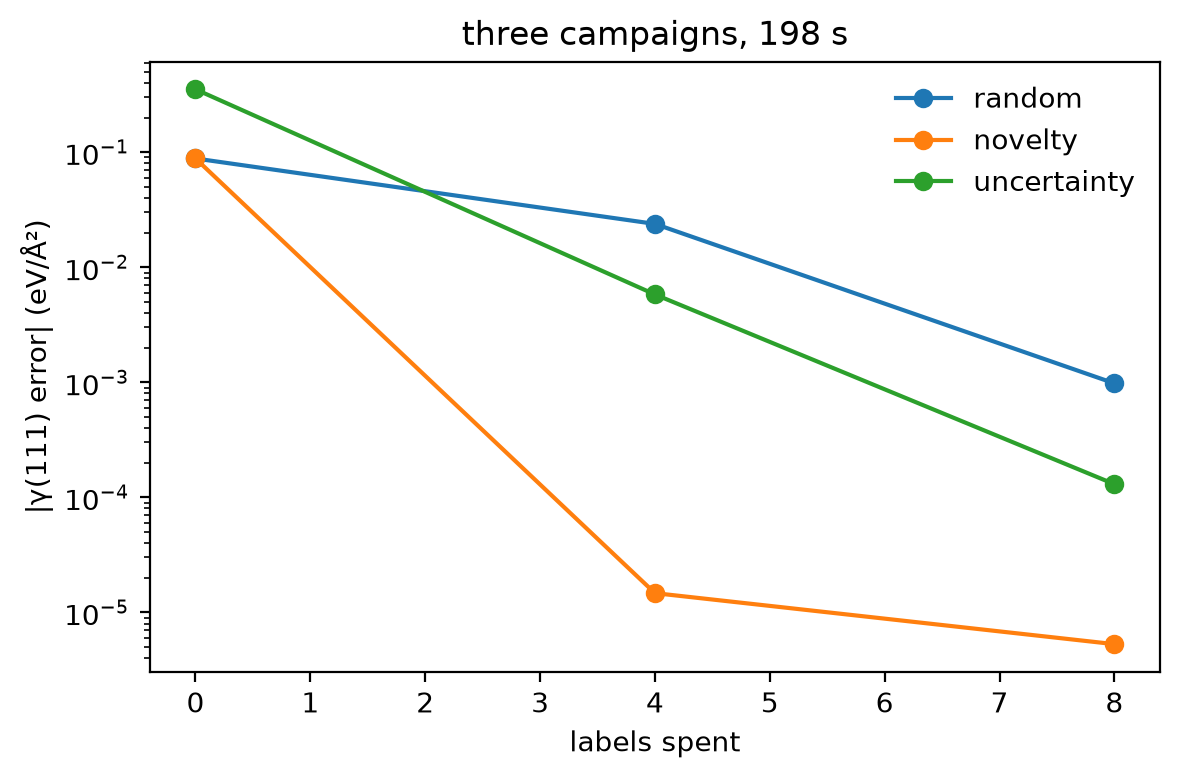 three campaigns, 198 s
random
novelty
uncertainty
|γ(111) error| (eV/Å²)
10⁻¹
10⁻²
10⁻³
10⁻⁴
10⁻⁵
0 1 2 3 4 5 6 7 8
labels spent